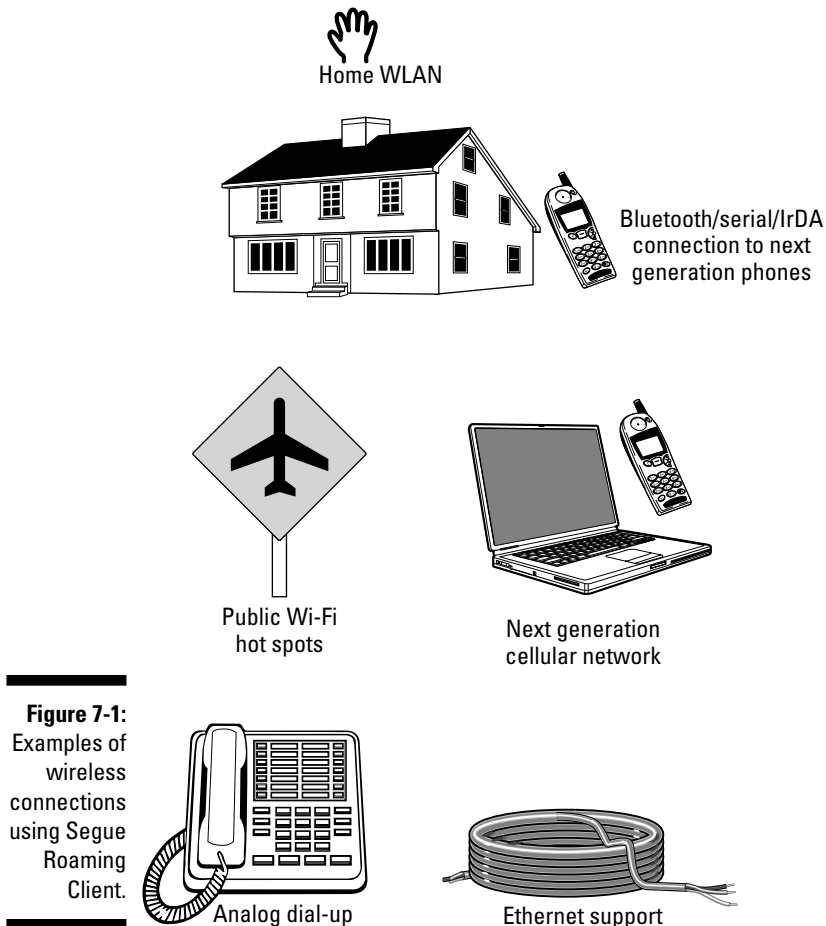 Home WLAN
Bluetooth/serial/IrDA
connection to next
generation phones
Public Wi-Fi
hot spots
Next generation
cellular network
Figure 7-1:
Examples of
wireless
connections
using Segue
Roaming
Client.
Analog dial-up
Ethernet support